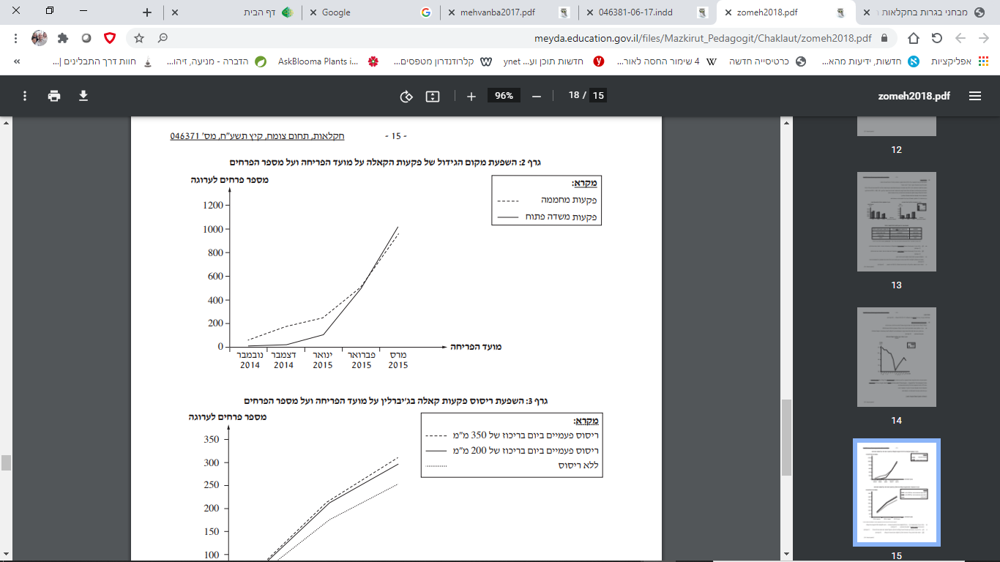 מבחני בגרות בחקלאות
zomeh2018.pdf
046381-06-17.indd
mehvanba2017.pdf
Google
דף הבית
meyda.education.gov.il/files/Mazkirut_Pedagogit/Chaklaut/zomeh2018.pdf
אפליקציות
חדשות, ידיעות מהא...
כרטיסייה חדשה
4 שימור החסה לאור...
חדשות תוכן וע... ynet
קלרודנדרון מטפסים...
AskBlooma Plants i...
הדברה - מניעה, זיהו...
חוות דרך התבלינים |...
zomeh2018.pdf
15 / 18
96%
חקלאות, תחום צומח, קיץ תשע"ח, מס' 046371
- 15 -
גרף 2: השפעת מקום הגידול של פקעות הקאלה על מועד הפריחה ועל מספר הפרחים
מספר פרחים לערוגה
מקרא:
פקעות מחממה
פקעות משדה פתוח
1200
1000
800
600
400
200
0
מועד הפריחה
נובמבר 2014
דצמבר 2014
ינואר 2015
פברואר 2015
מרס 2015
גרף 3: השפעת ריסוס פקעות קאלה בג'יברלין על מועד הפריחה ועל מספר הפרחים
מספר פרחים לערוגה
מקרא:
ריסוס פעמיים ביום בריכוז של 350 מ"מ
ריסוס פעמיים ביום בריכוז של 200 מ"מ
ללא ריסוס
350
300
250
200
150
100
12
13
14
15